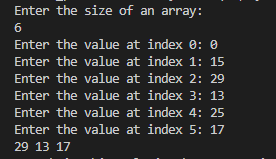 Enter the size of an array:
6
Enter the value at index 0: 0
Enter the value at index 1: 15
Enter the value at index 2: 29
Enter the value at index 3: 13
Enter the value at index 4: 25
Enter the value at index 5: 17
29 13 17